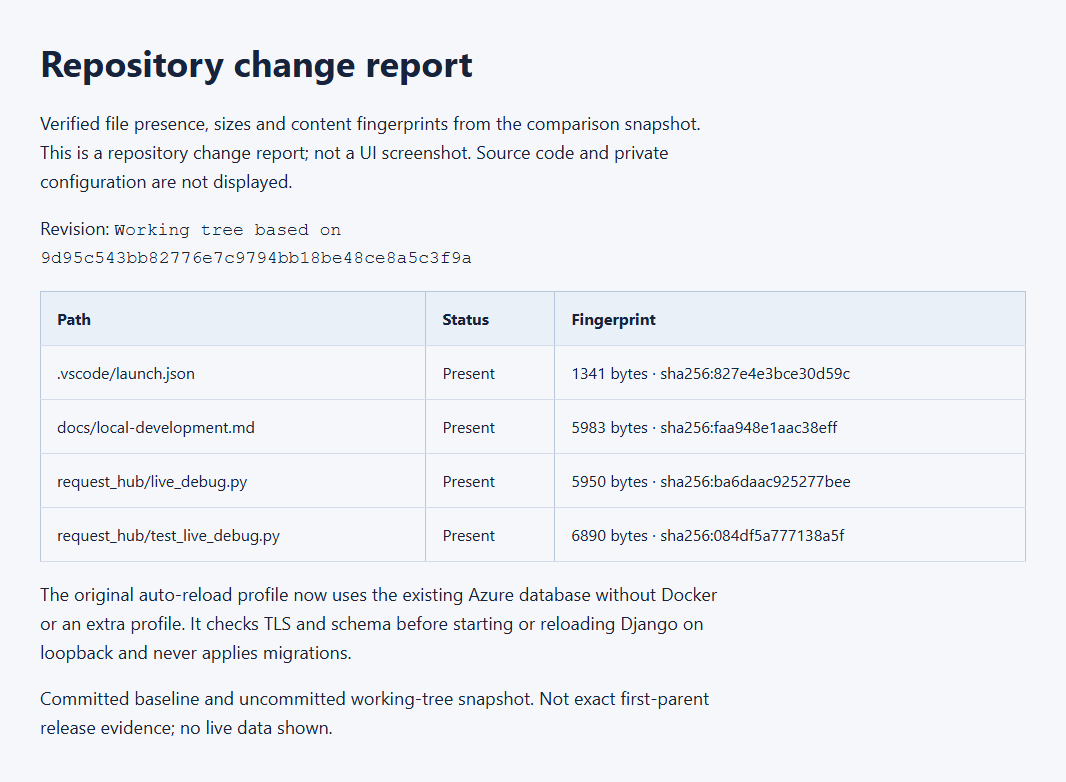 Repository change report
Verified file presence, sizes and content fingerprints from the comparison snapshot.
This is a repository change report; not a UI screenshot. Source code and private
configuration are not displayed.
Revision: Working tree based on
9d95c543bb82776e7c9794bb18be48ce8a5c3f9a
Path Status Fingerprint
.vscode/launch.json Present 1341 bytes · sha256:827e4e3bce30d59c
docs/local-development.md Present 5983 bytes · sha256:faa948e1aac38eff
request_hub/live_debug.py Present 5950 bytes · sha256:ba6daac925277bee
request_hub/test_live_debug.py Present 6890 bytes · sha256:084df5a777138a5f
The original auto-reload profile now uses the existing Azure database without Docker
or an extra profile. It checks TLS and schema before starting or reloading Django on
loopback and never applies migrations.
Committed baseline and uncommitted working-tree snapshot. Not exact first-parent
release evidence; no live data shown.